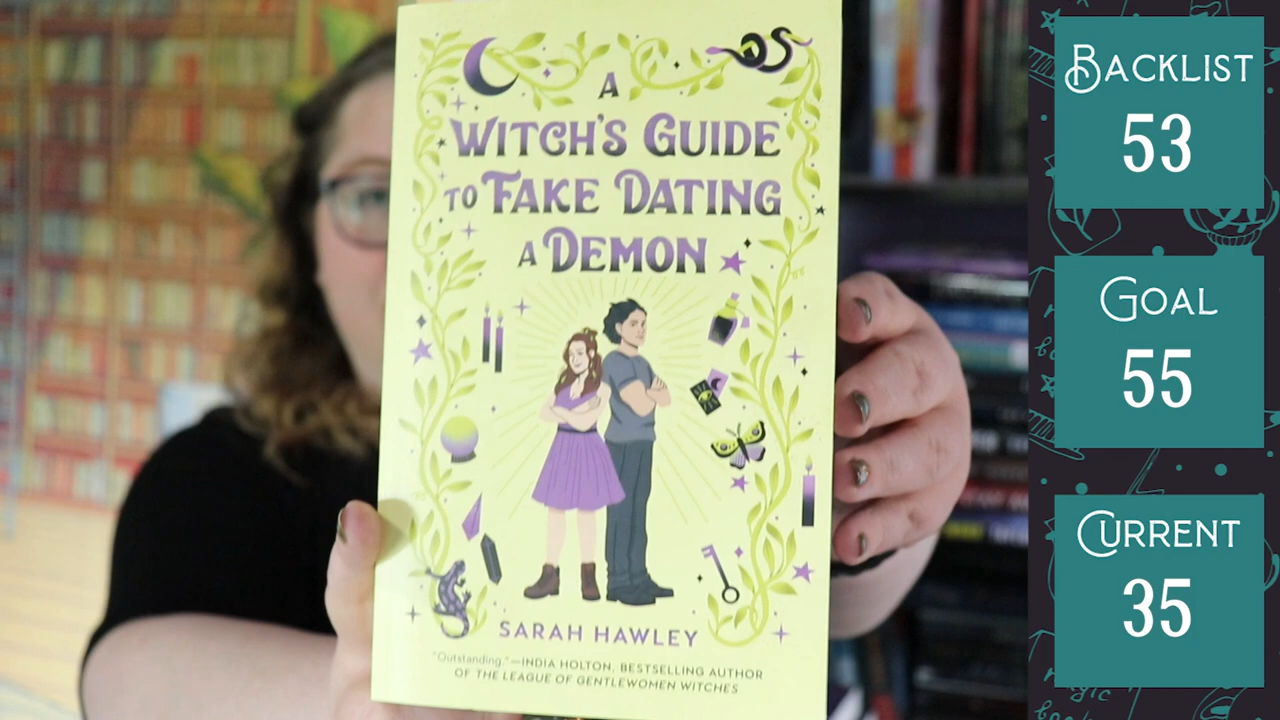 A
WITCH'S GUIDE
TO FAKE DATING
A DEMON
SARAH HAWLEY
"Outstanding."—INDIA HOLTON, BESTSELLING AUTHOR
OF THE LEAGUE OF GENTLEWOMEN WITCHES
BACKLIST
53
GOAL
55
CURRENT
35
magic